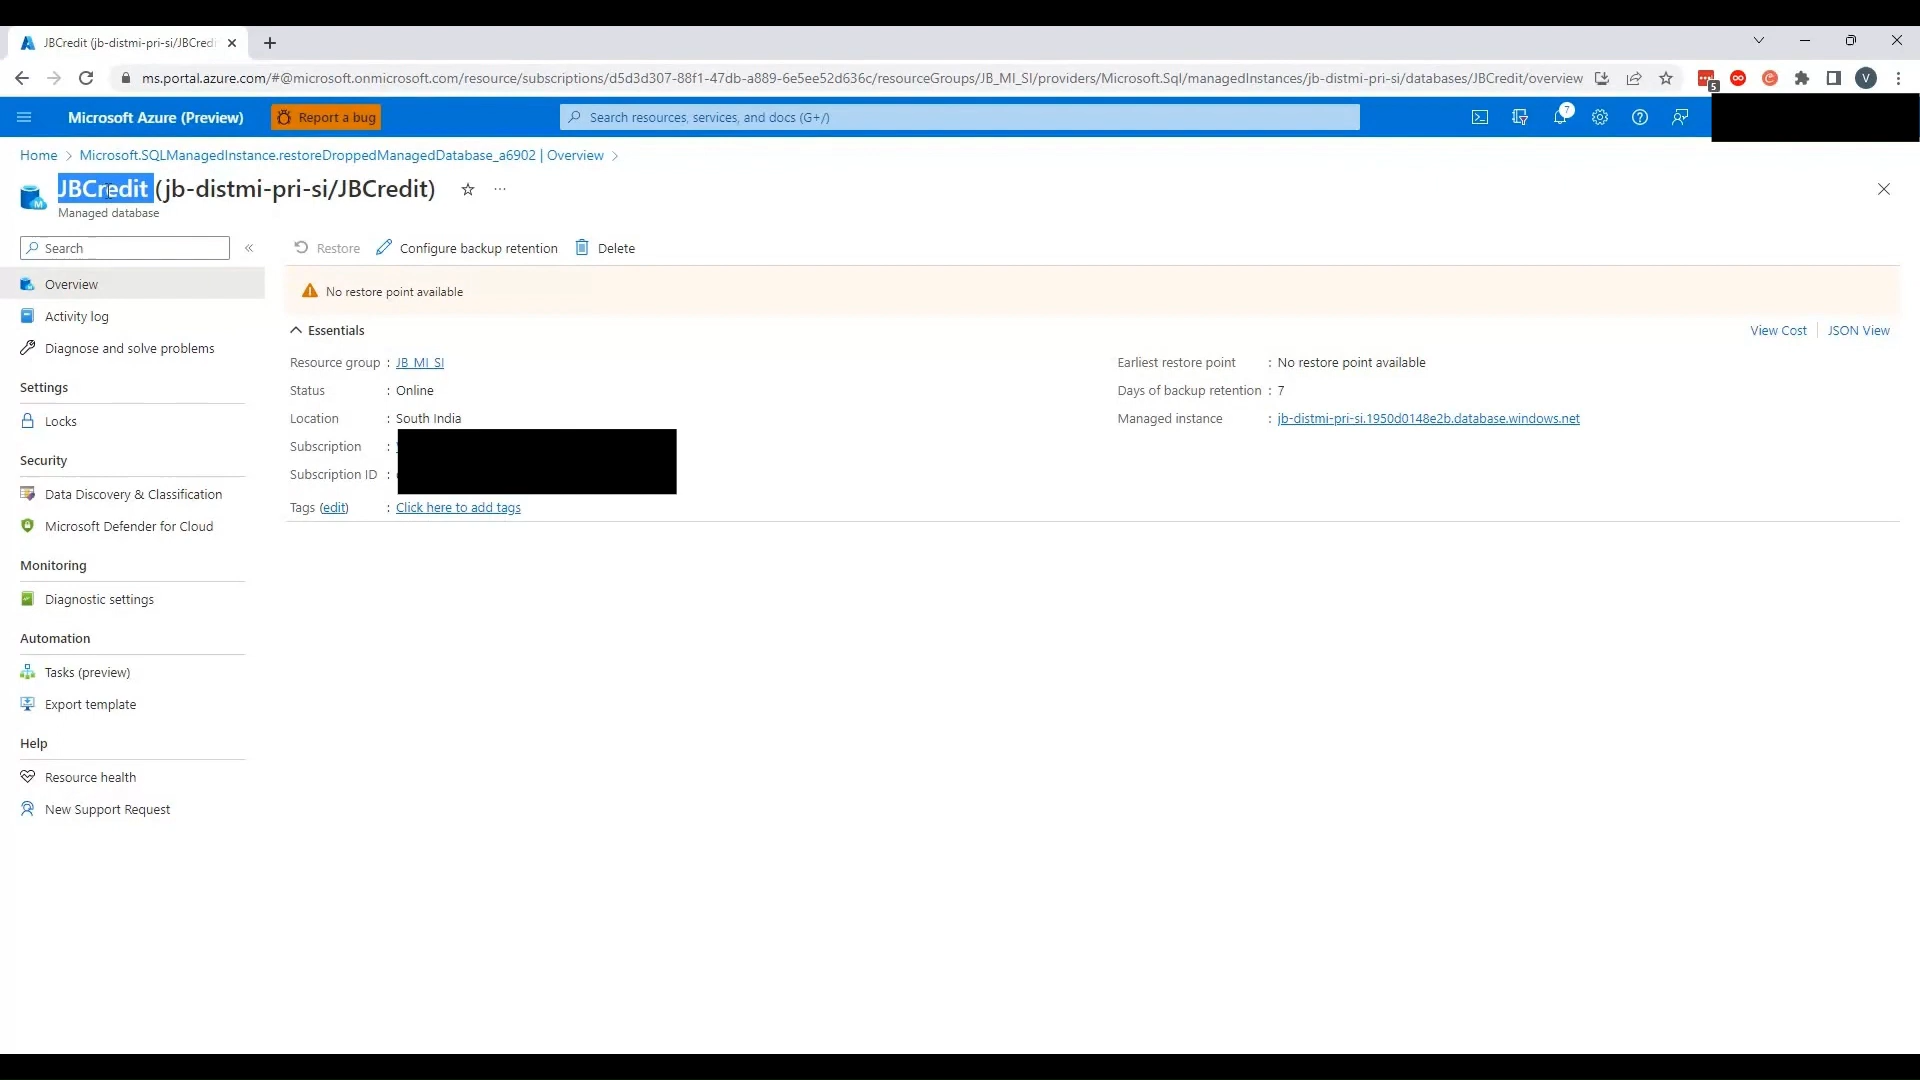 JBCredit (jb-distmi-pri-si/JBCredi
ms.portal.azure.com/#@microsoft.onmicrosoft.com/resource/subscriptions/d5d3d307-88f1-47db-a889-6e5ee52d636c/resourceGroups/JB_MI_SI/providers/Microsoft.Sql/managedInstances/jb-distmi-pri-si/databases/JBCredit/overview
5
V
Microsoft Azure (Preview)
Report a bug
Search resources, services, and docs (G+/)
7
Home > Microsoft.SQLManagedInstance.restoreDroppedManagedDatabase_a6902 | Overview >
JBCredit (jb-distmi-pri-si/JBCredit)
Managed database
Search
Restore
Configure backup retention
Delete
Overview
Activity log
Diagnose and solve problems
Settings
Locks
Security
Data Discovery & Classification
Microsoft Defender for Cloud
Monitoring
Diagnostic settings
Automation
Tasks (preview)
Export template
Help
Resource health
New Support Request
No restore point available
Essentials
View Cost
JSON View
Resource group : JB_MI_SI
Status : Online
Location : South India
Subscription :
Subscription ID :
Tags (edit) : Click here to add tags
Earliest restore point : No restore point available
Days of backup retention : 7
Managed instance : jb-distmi-pri-si.1950d0148e2b.database.windows.net